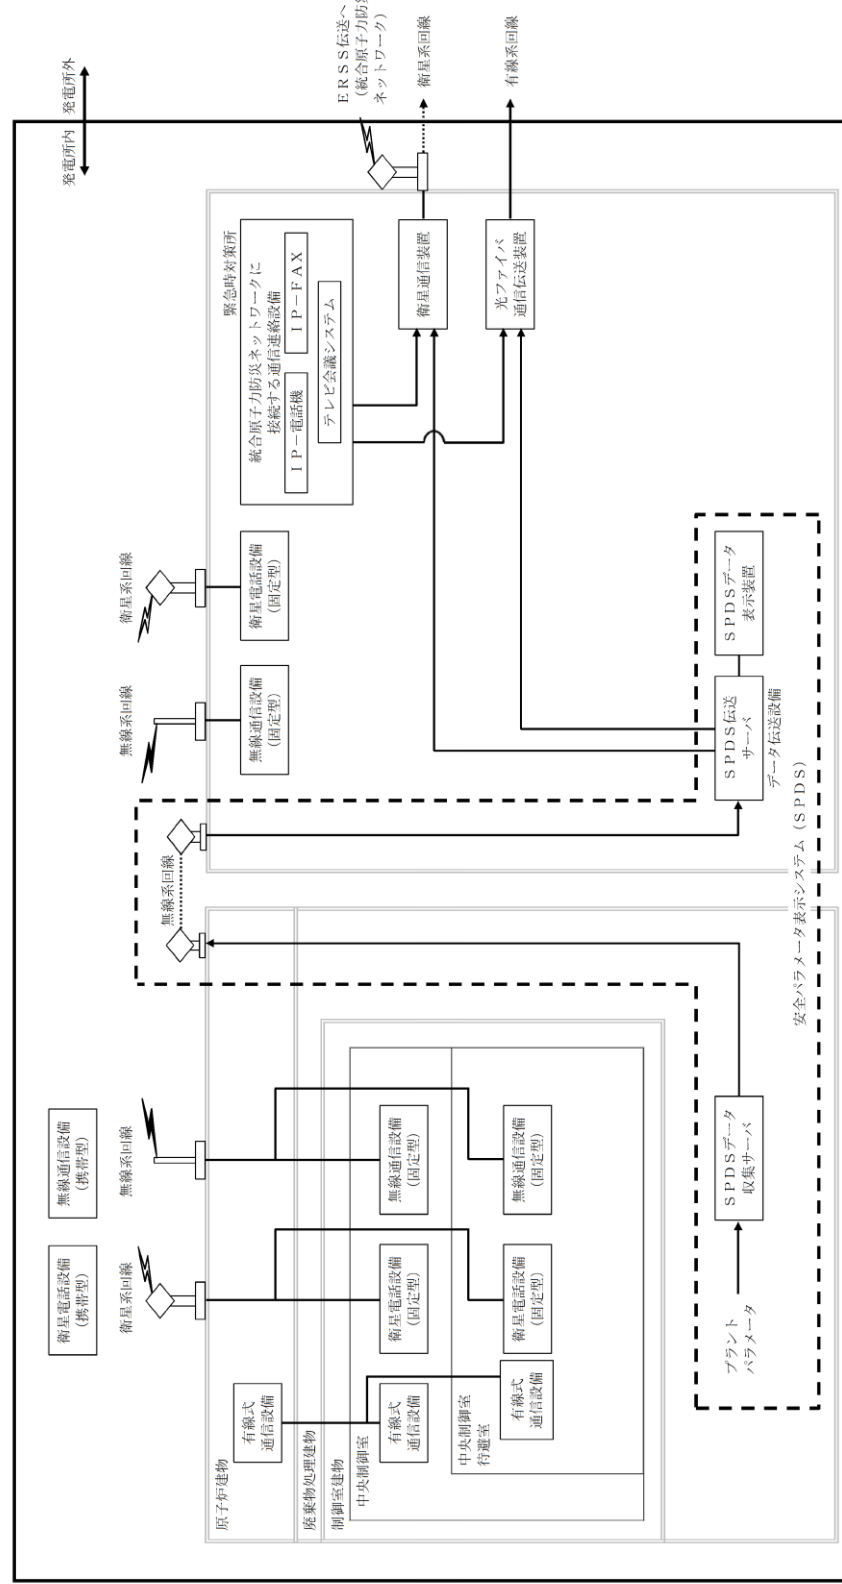 発電所内 発電所外
ＥＲＳＳ伝送へ
（統合原子力防災
ネットワーク）
衛星系回線
有線系回線
緊急時対策所
統合原子力防災ネットワークに
接続する通信連絡設備
ＩＰ－電話機
ＩＰ－ＦＡＸ
テレビ会議システム
衛星通信装置
光ファイバ
通信伝送装置
衛星系回線
衛星電話設備
（固定型）
無線系回線
無線通信設備
（固定型）
無線系回線
ＳＰＤＳデータ
表示装置
ＳＰＤＳ伝送
サーバ
データ伝送設備
安全パラメータ表示システム（ＳＰＤＳ）
無線通信設備
（携帯型）
無線系回線
衛星電話設備
（携帯型）
衛星系回線
無線通信設備
（固定型）
無線通信設備
（固定型）
衛星電話設備
（固定型）
衛星電話設備
（固定型）
有線式
通信設備
有線式
通信設備
有線式
通信設備
原子炉建物
廃棄物処理建物
制御室建物
中央制御室
中央制御室
待避室
ＳＰＤＳデータ
収集サーバ
プラント
パラメータ